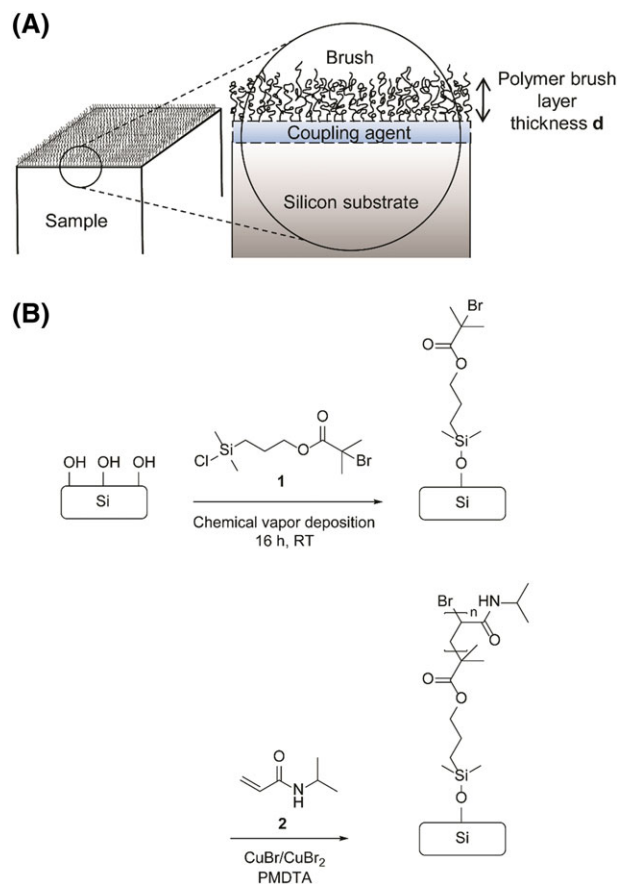 (A)
Brush
Polymer brush
layer
thickness d
Coupling agent
Silicon substrate
Sample
(B)
Br
O
O
Si
O
Si
OH OH OH
Si
Cl
Si
O
O
Br
1
Chemical vapor deposition
16 h, RT
Br
n
HN
O
O
O
Si
O
Si
O
N
H
2
CuBr/CuBr2
PMDTA